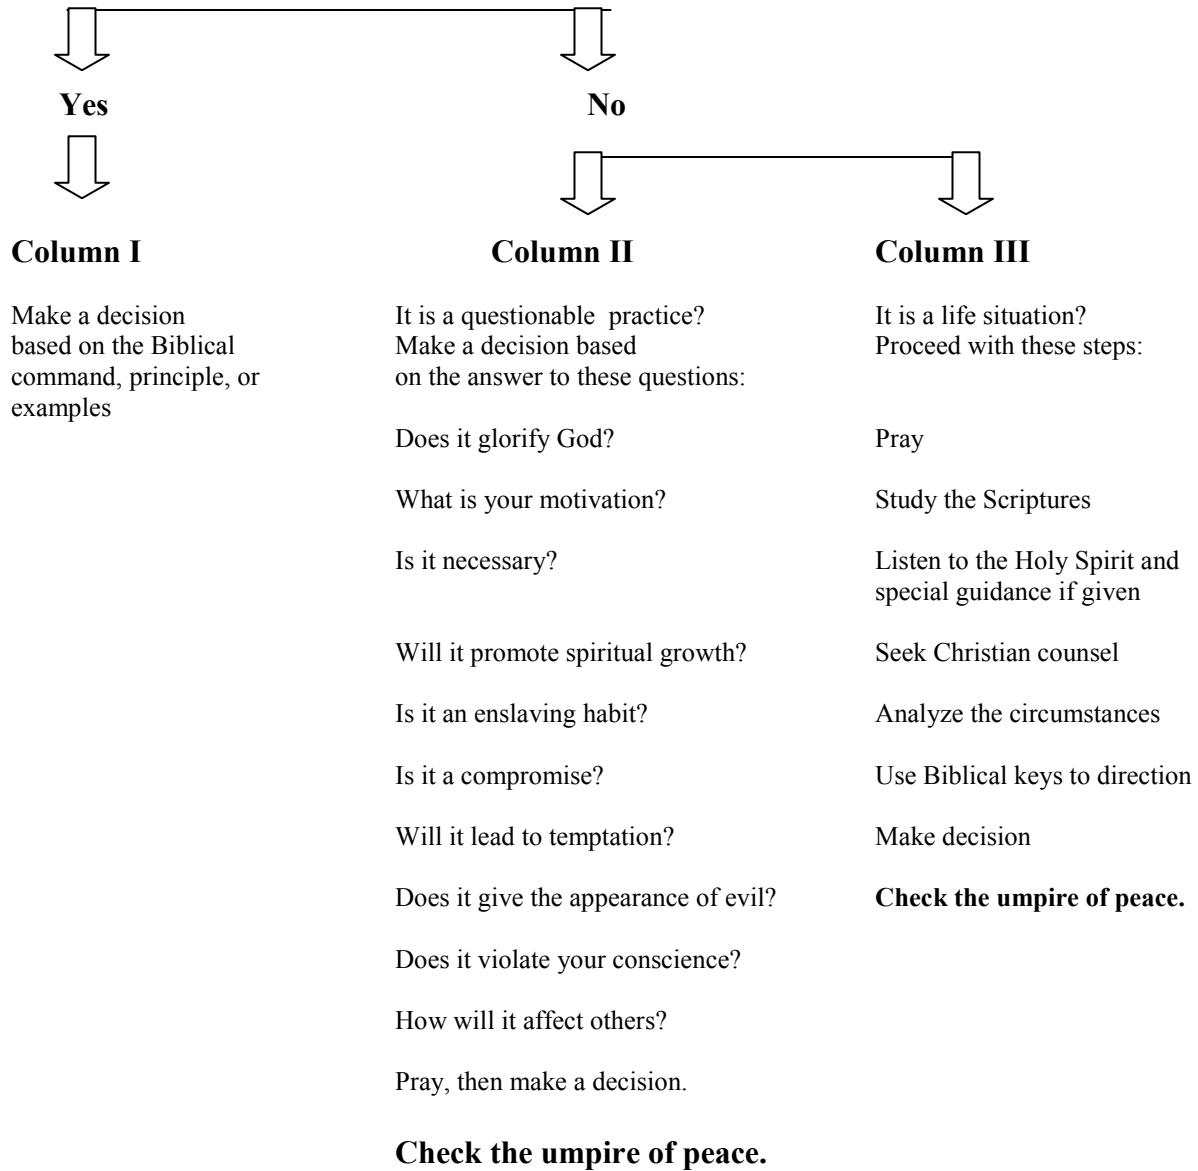 Yes
No
Column I
Make a decision
based on the Biblical
command, principle, or
examples
Column II
It is a questionable practice?
Make a decision based
on the answer to these questions:
Does it glorify God?
What is your motivation?
Is it necessary?
Will it promote spiritual growth?
Is it an enslaving habit?
Is it a compromise?
Will it lead to temptation?
Does it give the appearance of evil?
Does it violate your conscience?
How will it affect others?
Pray, then make a decision.
Check the umpire of peace.
Column III
It is a life situation?
Proceed with these steps:
Pray
Study the Scriptures
Listen to the Holy Spirit and
special guidance if given
Seek Christian counsel
Analyze the circumstances
Use Biblical keys to direction
Make decision
Check the umpire of peace.